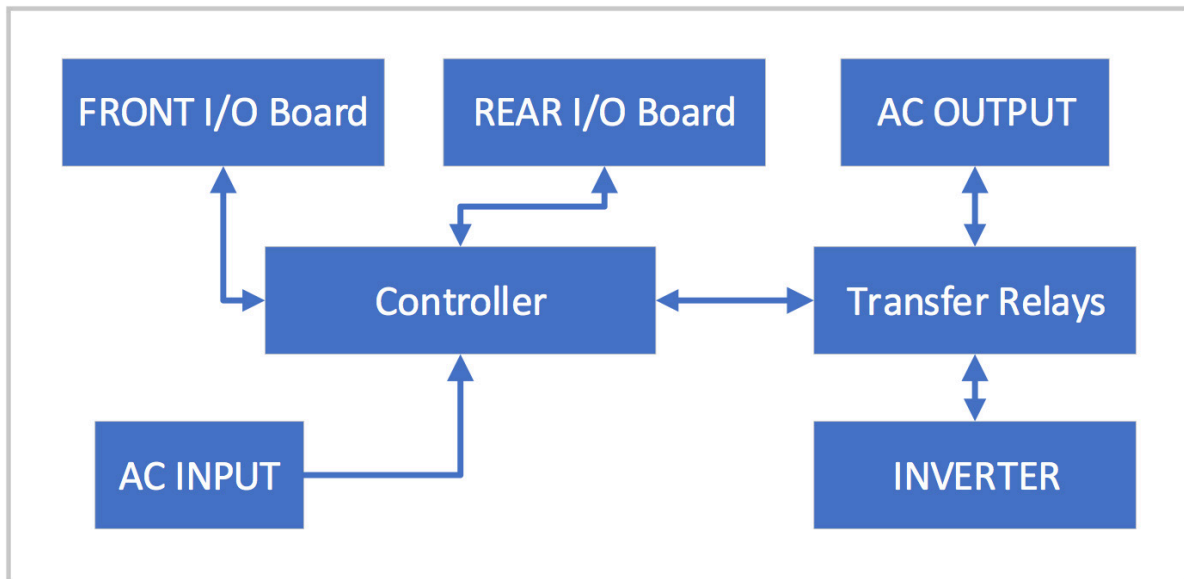 FRONT I/O Board
REAR I/O Board
AC OUTPUT
Controller
Transfer Relays
AC INPUT
INVERTER